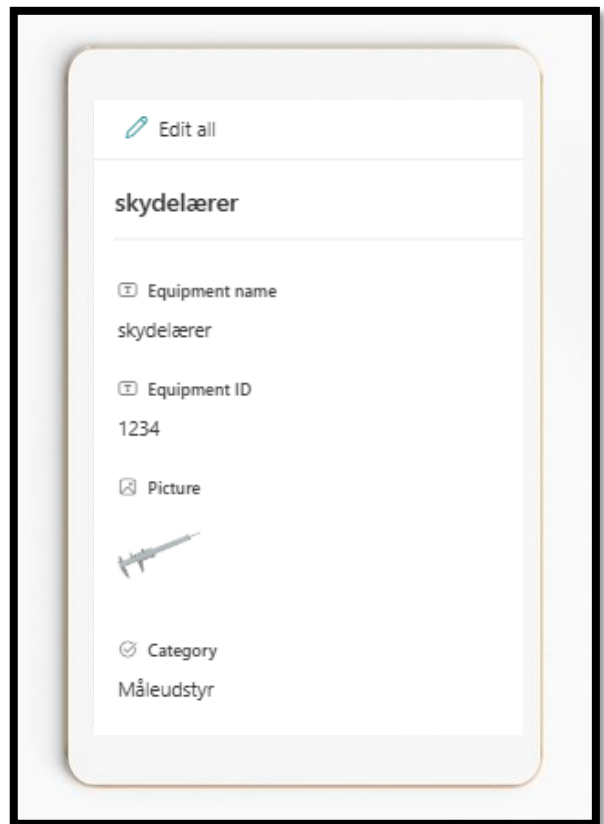 Edit all
skydelærer
Equipment name
skydelærer
Equipment ID
1234
Picture
Category
Måleudstyr